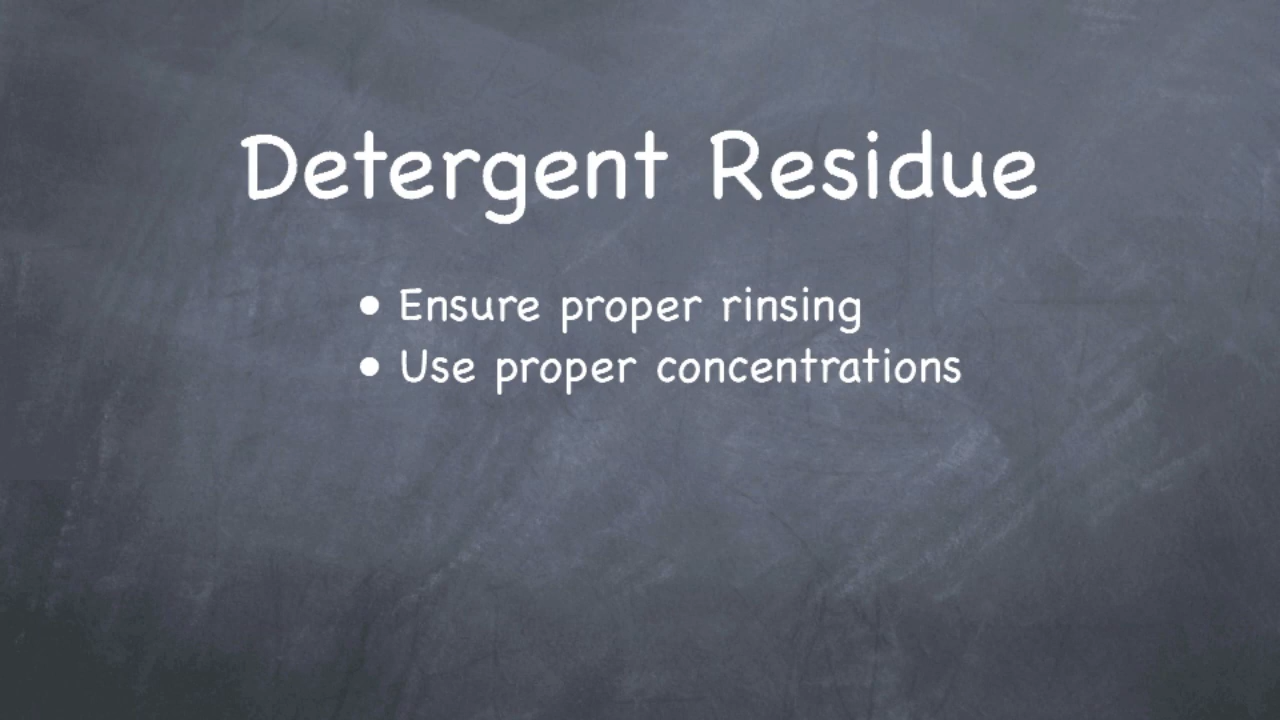 Detergent Residue
• Ensure proper rinsing
• Use proper concentrations